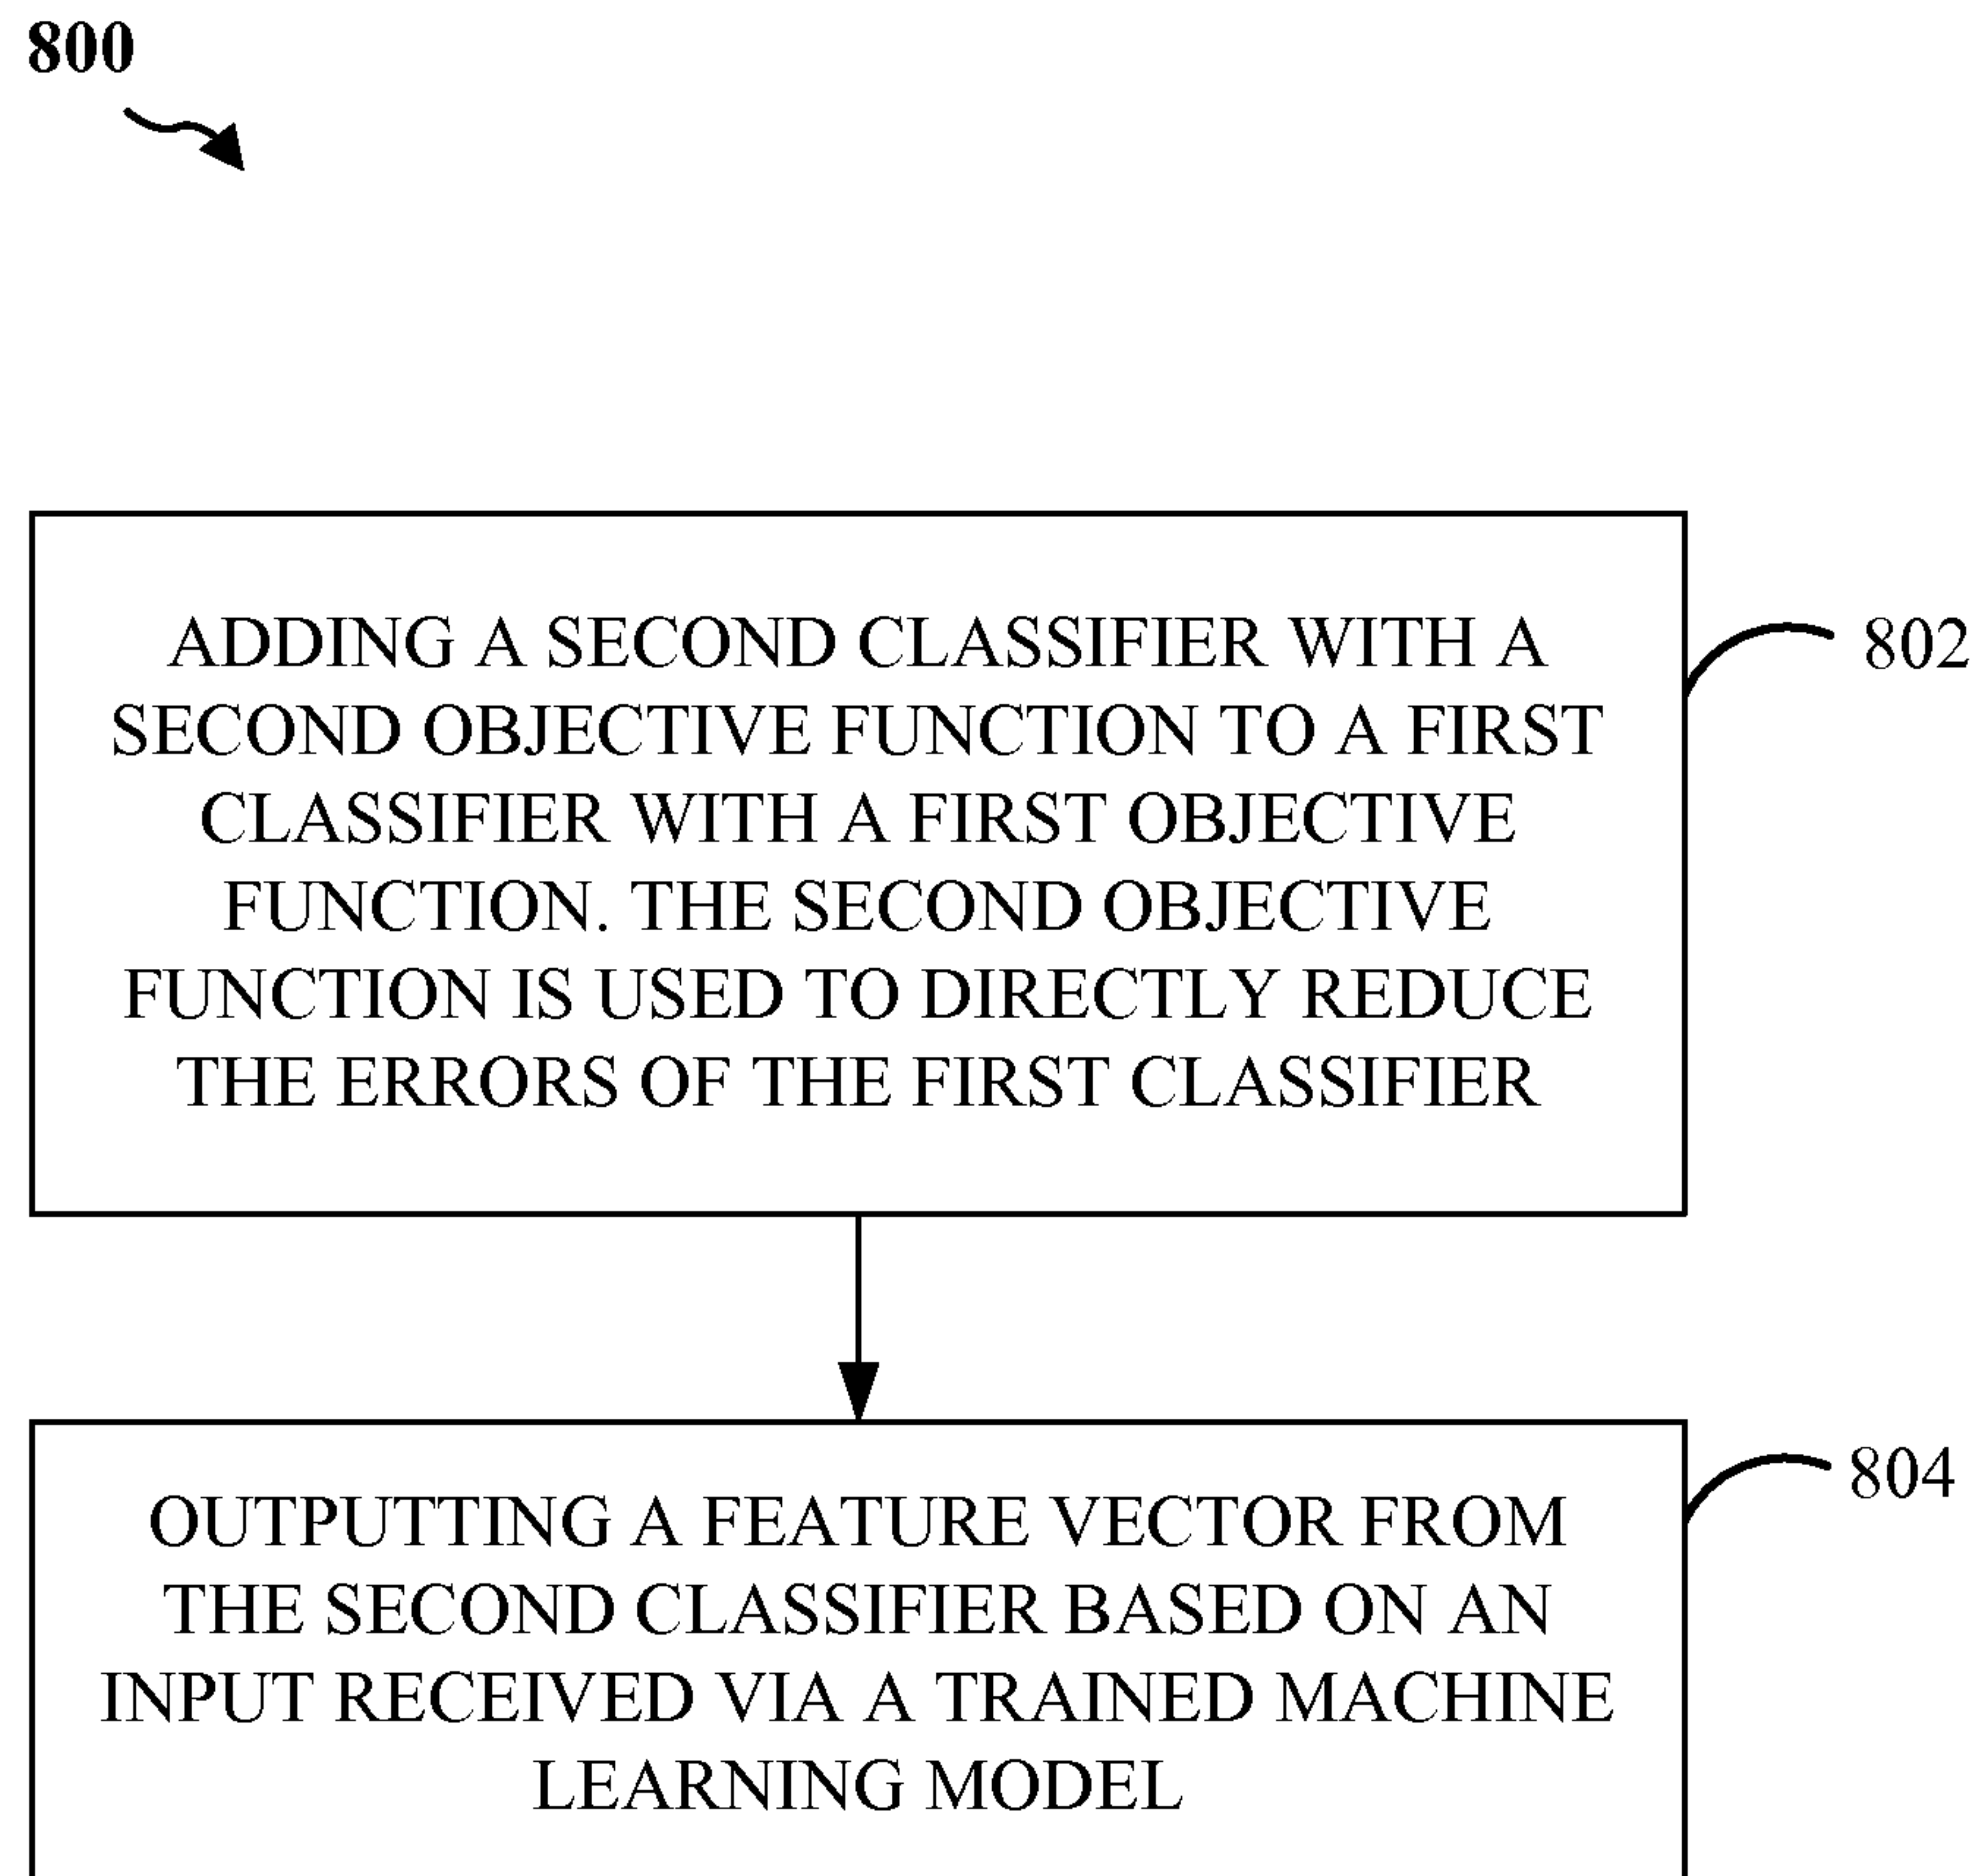 800
ADDING A SECOND CLASSIFIER WITH A
SECOND OBJECTIVE FUNCTION TO A FIRST
CLASSIFIER WITH A FIRST OBJECTIVE
FUNCTION. THE SECOND OBJECTIVE
FUNCTION IS USED TO DIRECTLY REDUCE
THE ERRORS OF THE FIRST CLASSIFIER
802
OUTPUTTING A FEATURE VECTOR FROM
THE SECOND CLASSIFIER BASED ON AN
INPUT RECEIVED VIA A TRAINED MACHINE
LEARNING MODEL
804